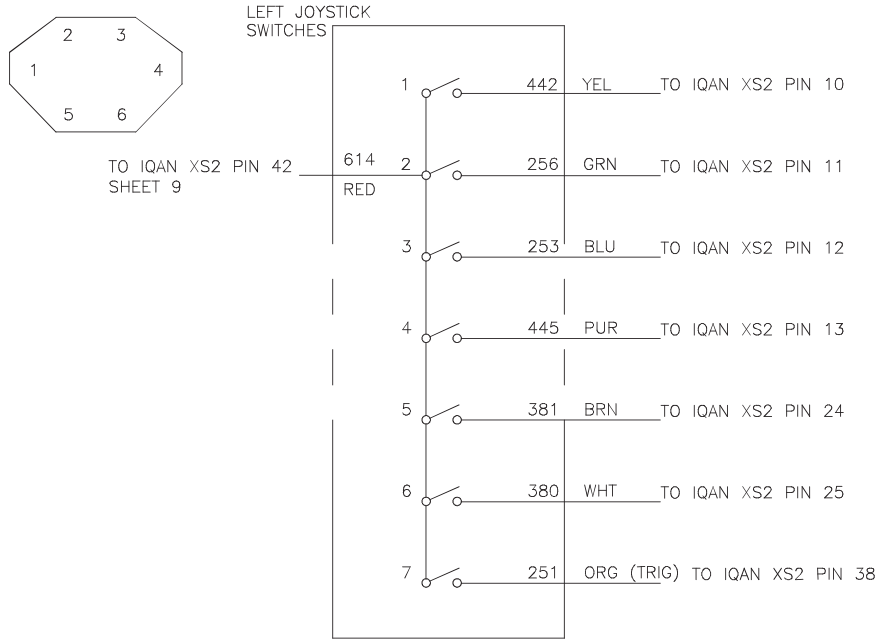 LEFT JOYSTICK
SWITCHES
2 3
1 4
5 6
1 442 YEL TO IQAN XS2 PIN 10
TO IQAN XS2 PIN 42 614 2 256 GRN TO IQAN XS2 PIN 11
SHEET 9 RED
3 253 BLU TO IQAN XS2 PIN 12
4 445 PUR TO IQAN XS2 PIN 13
5 381 BRN TO IQAN XS2 PIN 24
6 380 WHT TO IQAN XS2 PIN 25
7 251 ORG (TRIG) TO IQAN XS2 PIN 38